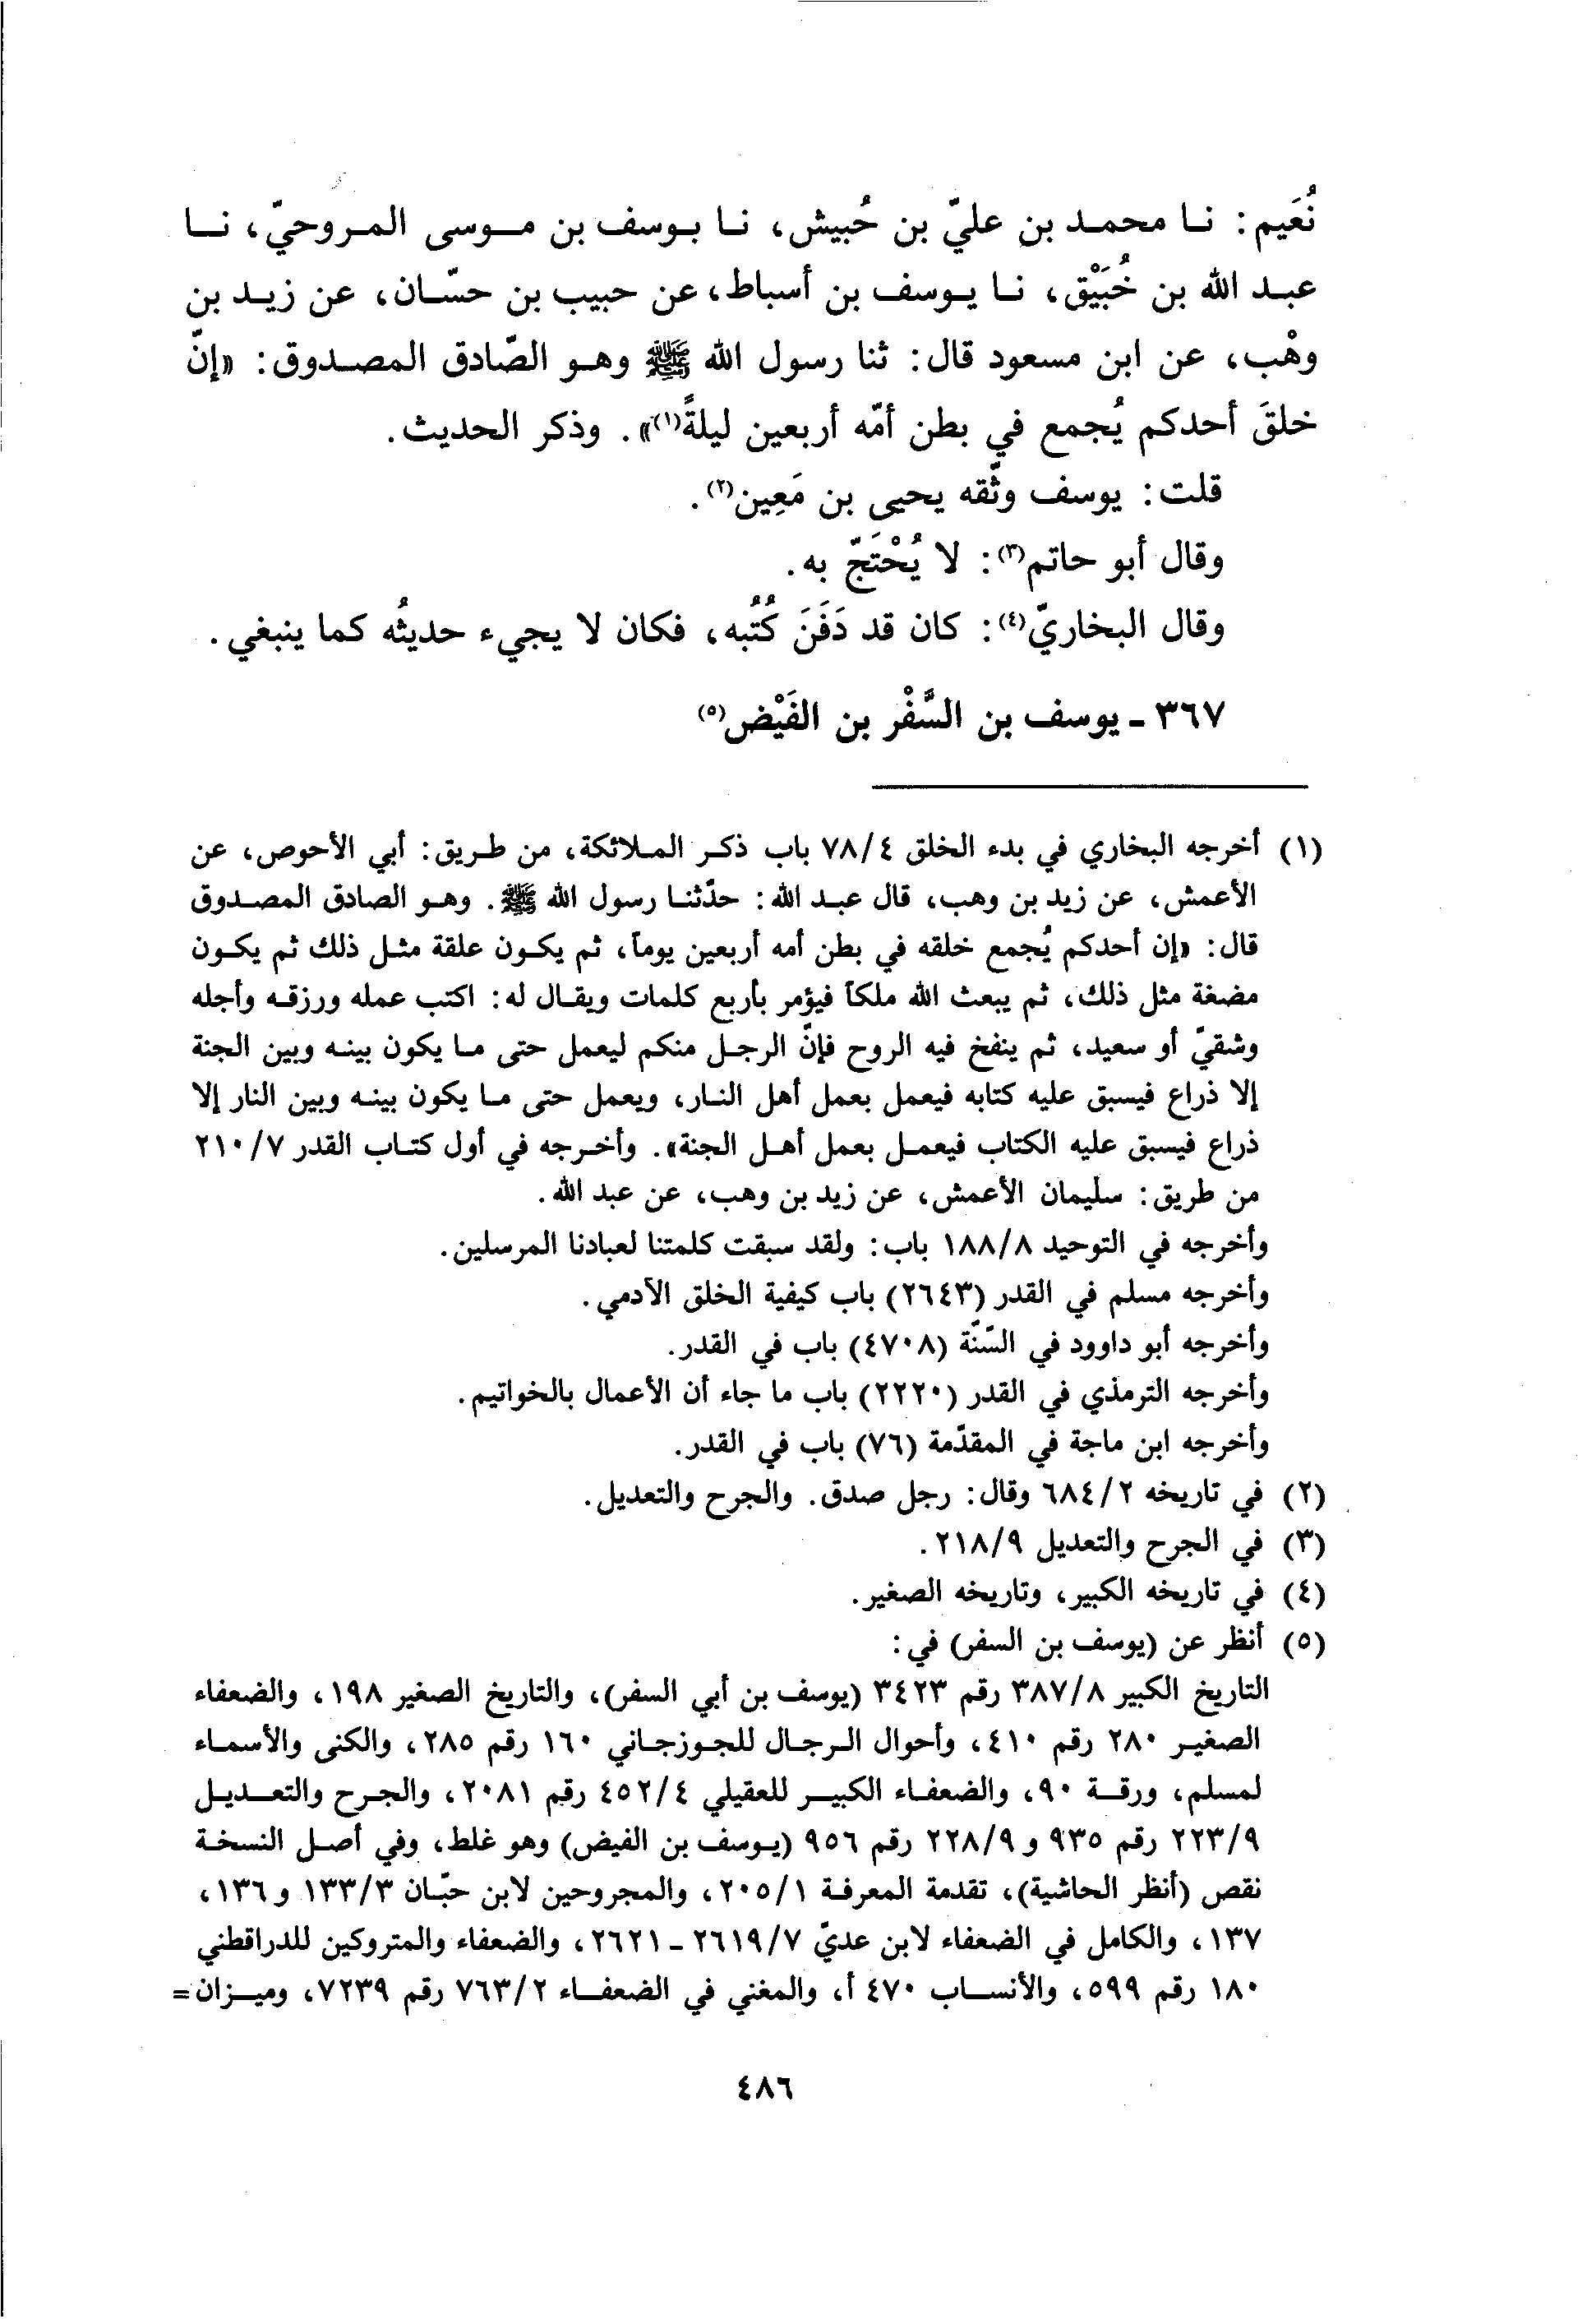 نُعَيم: نا محمد بن عليّ بن حُبيش، نا بوسف بن موسى المروحيّ، نا
عبد الله بن خُبَيْق، نا يوسف بن أسباط، عن حبيب بن حسّان، عن زيد بن
وهْب، عن ابن مسعود قال: ثنا رسول الله ﷺ وهو الصّادق المصدوق: «إنّ
خلقَ أحدكم يُجمع في بطن أمّه أربعين ليلةً(١)». وذكر الحديث.
قلت: يوسف وثّقه يحيى بن مَعِين(٢).
وقال أبو حاتم(٣): لا يُحْتَجّ به.
وقال البخاريّ(٤): كان قد دَفَنَ كُتُبه، فكان لا يجيء حديثُه كما ينبغي.
٣٦٧ ـ يوسف بن السَّفْر بن الفَيْض(٥)
(١) أخرجه البخاري في بدء الخلق ٧٨/٤ باب ذكر الملائكة، من طريق: أبي الأحوص، عن
الأعمش، عن زيد بن وهب، قال عبد الله: حدّثنا رسول الله ﷺ. وهو الصادق المصدوق
قال: «إن أحدكم يُجمع خلقه في بطن أمه أربعين يوماً، ثم يكون علقة مثل ذلك ثم يكون
مضغة مثل ذلك، ثم يبعث الله ملكاً فيؤمر بأربع كلمات ويقال له: اكتب عمله ورزقه وأجله
وشقيّ أو سعيد، ثم ينفخ فيه الروح فإنّ الرجل منكم ليعمل حتى ما يكون بينه وبين الجنة
إلا ذراع فيسبق عليه كتابه فيعمل بعمل أهل النار، ويعمل حتى ما يكون بينه وبين النار إلا
ذراع فيسبق عليه الكتاب فيعمل بعمل أهل الجنة». وأخرجه في أول كتاب القدر ٢١٠/٧
من طريق: سليمان الأعمش، عن زيد بن وهب، عن عبد الله.
وأخرجه في التوحيد ١٨٨/٨ باب: ولقد سبقت كلمتنا لعبادنا المرسلين.
وأخرجه مسلم في القدر (٢٦٤٣) باب كيفية الخلق الآدمي.
وأخرجه أبو داوود في السّنّة (٤٧٠٨) باب في القدر.
وأخرجه الترمذي في القدر (٢٢٢٠) باب ما جاء أن الأعمال بالخواتيم.
وأخرجه ابن ماجة في المقدّمة (٧٦) باب في القدر.
(٢) في تاريخه ٦٨٤/٢ وقال: رجل صدق. والجرح والتعديل.
(٣) في الجرح والتعديل ٢١٨/٩.
(٤) في تاريخه الكبير، وتاريخه الصغير.
(٥) أنظر عن (يوسف بن السفر) في:
التاريخ الكبير ٣٨٧/٨ رقم ٣٤٢٣ (يوسف بن أبي السفر)، والتاريخ الصغير ١٩٨، والضعفاء
الصغير ٢٨٠ رقم ٤١٠، وأحوال الرجال للجوزجاني ١٦٠ رقم ٢٨٥، والكنى والأسماء
لمسلم، ورقة ٩٠، والضعفاء الكبير للعقيلي ٤٥٢/٤ رقم ٢٠٨١، والجرح والتعديل
٢٢٣/٩ رقم ٩٣٥ و ٢٢٨/٩ رقم ٩٥٦ (يوسف بن الفيض) وهو غلط، وفي أصل النسخة
نقص (أنظر الحاشية)، تقدمة المعرفة ٢٠٥/١، والمجروحين لابن حبّان ١٣٣/٣ و ١٣٦،
١٣٧، والكامل في الضعفاء لابن عديّ ٢٦١٩/٧ ـ ٢٦٢١، والضعفاء والمتروكين للدراقطني
١٨٠ رقم ٥٩٩، والأنساب ٤٧٠ أ، والمغني في الضعفاء ٧٦٣/٢ رقم ٧٢٣٩، وميزان=
٤٨٦